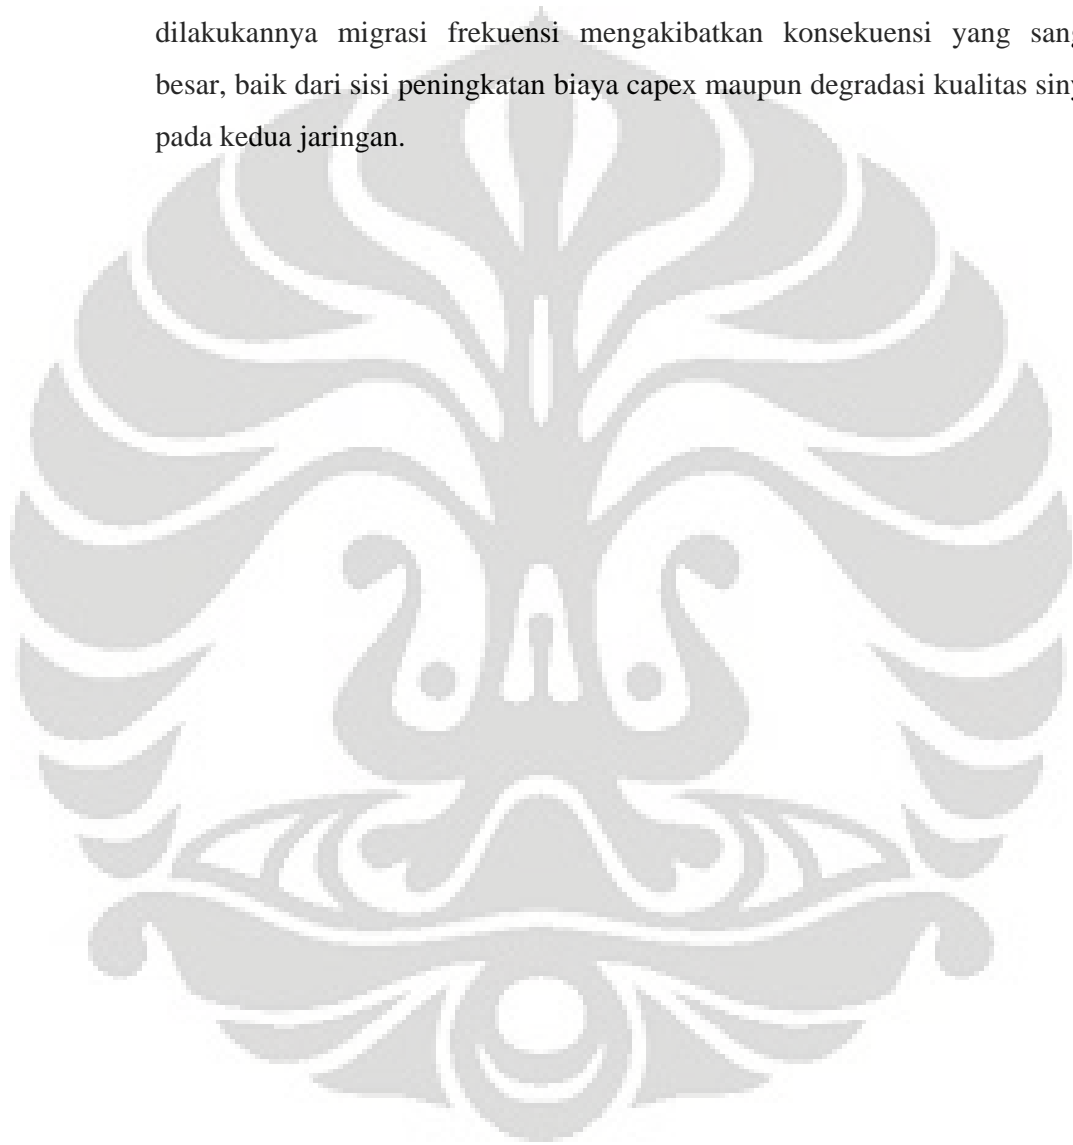 dilakukannya migrasi frekuensi mengakibatkan konsekuensi yang
besar, baik dari sisi peningkatan biaya capex maupun degradasi kualitas
pada kedua jaringan.